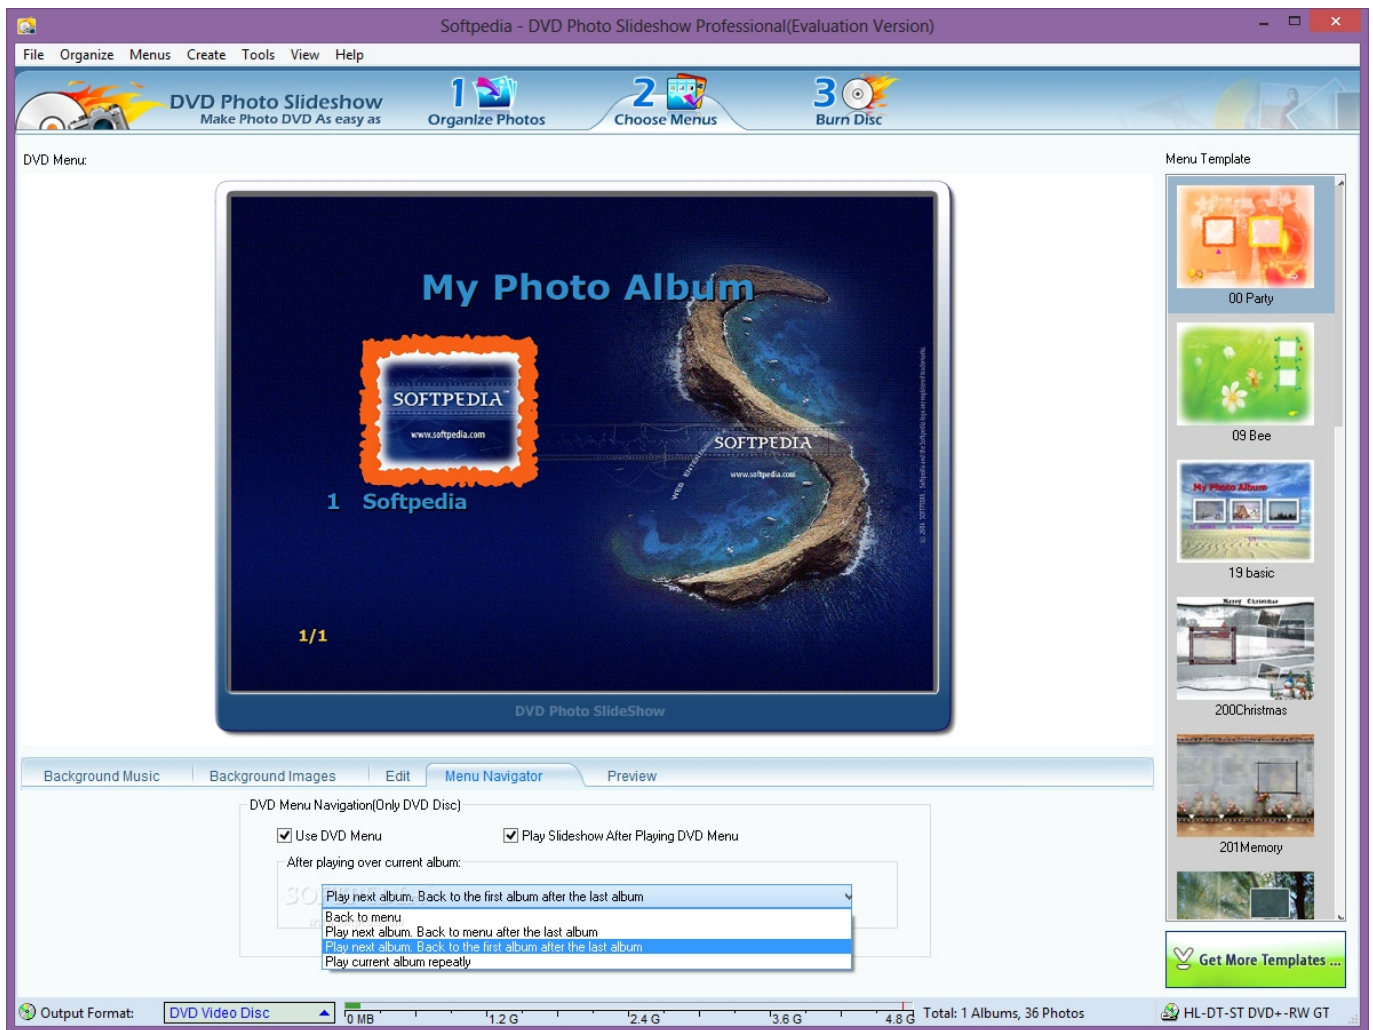 Softpedia - DVD Photo Slideshow Professional(Evaluation Version)
File Organize Menus Create Tools View Help
DVD Photo Slideshow
Make Photo DVD As easy as
1 Organize Photos
2 Choose Menus
3 Burn Disc
DVD Menu:
Menu Template
My Photo Album
SOFTPEDIA™
www.softpedia.com
1 Softpedia
SOFTPEDIA
www.softpedia.com
1/1
DVD Photo SlideShow
00 Party
09 Bee
My Photo Album
19 basic
Merry Christmas
200Christmas
201Memory
Get More Templates ...
Background Music Background Images Edit Menu Navigator Preview
DVD Menu Navigation(Only DVD Disc)
Use DVD Menu
Play Slideshow After Playing DVD Menu
After playing over current album:
Play next album. Back to the first album after the last album
Back to menu
Play next album. Back to menu after the last album
Play next album. Back to the first album after the last album
Play current album repeatly
Output Format: DVD Video Disc
0 MB 1.2 G 2.4 G 3.6 G 4.8 G
Total: 1 Albums, 36 Photos
HL-DT-ST DVD+-RW GT